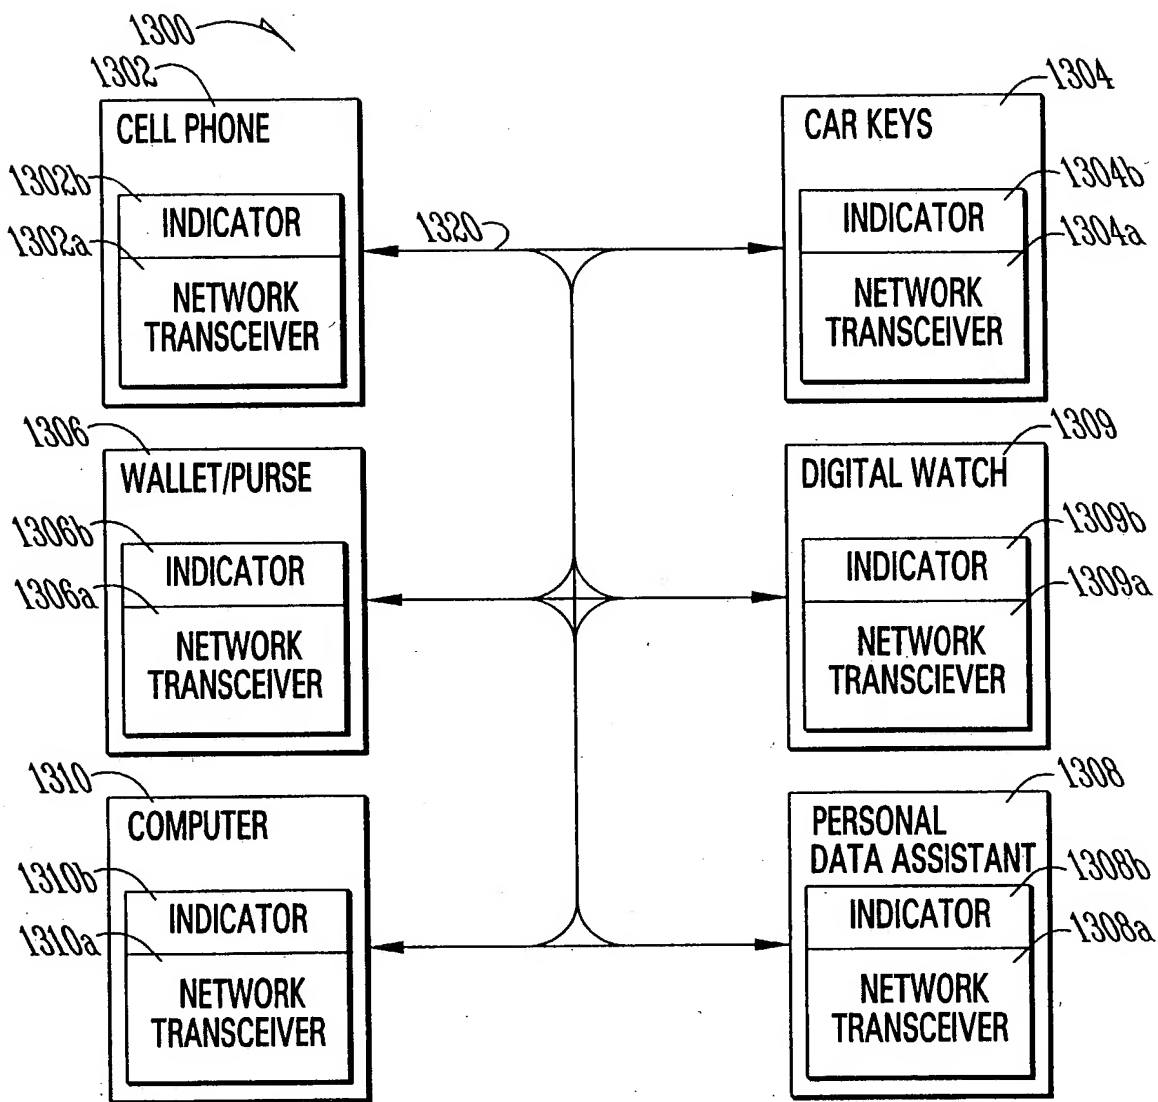 1300
1302
CELL PHONE
1302b
INDICATOR
1302a
NETWORK
TRANSCEIVER
1320
1304
CAR KEYS
1304b
INDICATOR
1304a
NETWORK
TRANSCEIVER
1306
WALLET/PURSE
1306b
INDICATOR
1306a
NETWORK
TRANSCEIVER
1309
DIGITAL WATCH
1309b
INDICATOR
1309a
NETWORK
TRANSCIEVER
1310
COMPUTER
1310b
INDICATOR
1310a
NETWORK
TRANSCEIVER
1308
PERSONAL
DATA ASSISTANT
1308b
INDICATOR
1308a
NETWORK
TRANSCEIVER